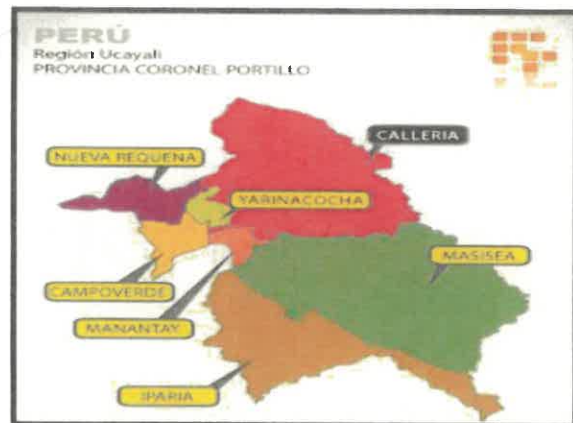 PERÚ
Región Ucayali
PROVINCIA CORONEL PORTILLO
CALLERIA
NUEVA REQUENA
YARINACOCHA
MASISEA
CAMPOVERDE
MANANTAY
IPARIA